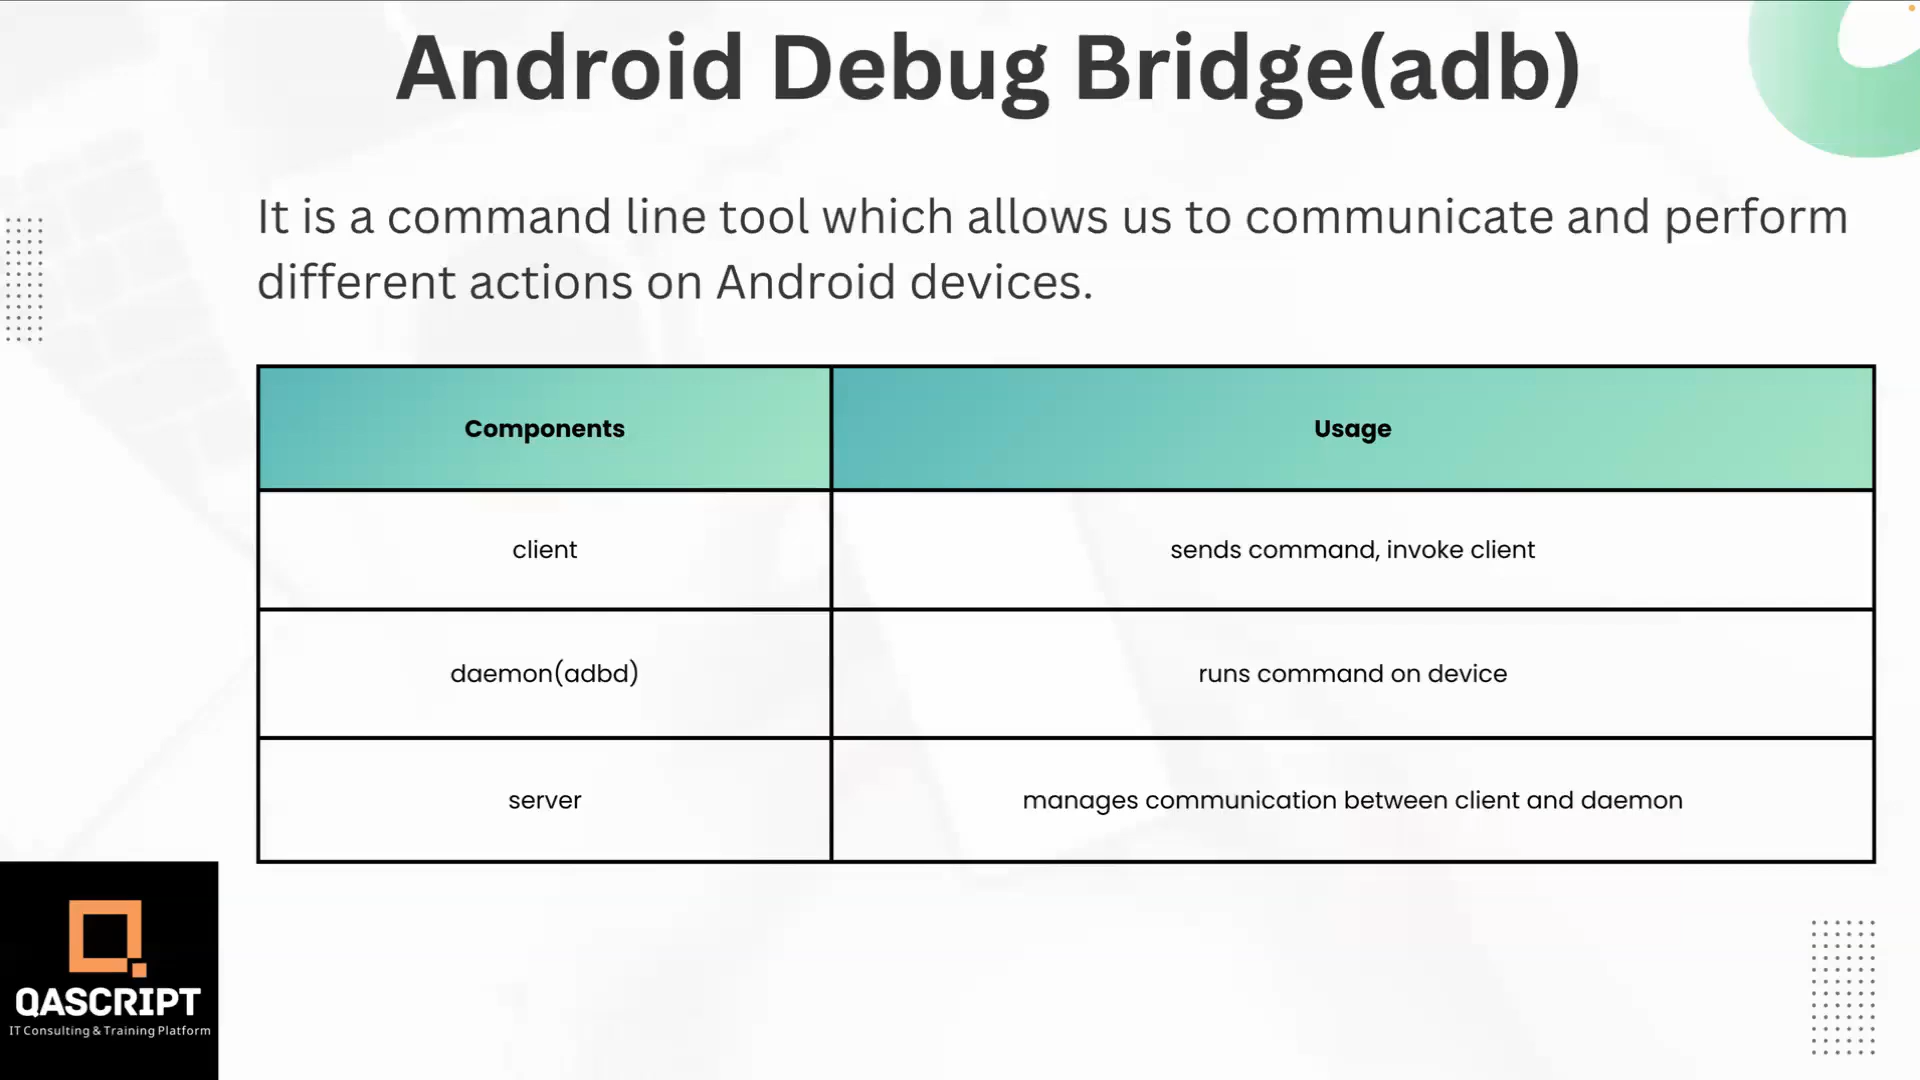 Android Debug Bridge(adb)
It is a command line tool which allows us to communicate and perform
different actions on Android devices.
Components Usage
client sends command, invoke client
daemon(adbd) runs command on device
server manages communication between client and daemon
QASCRIPT
IT Consulting & Training Platform